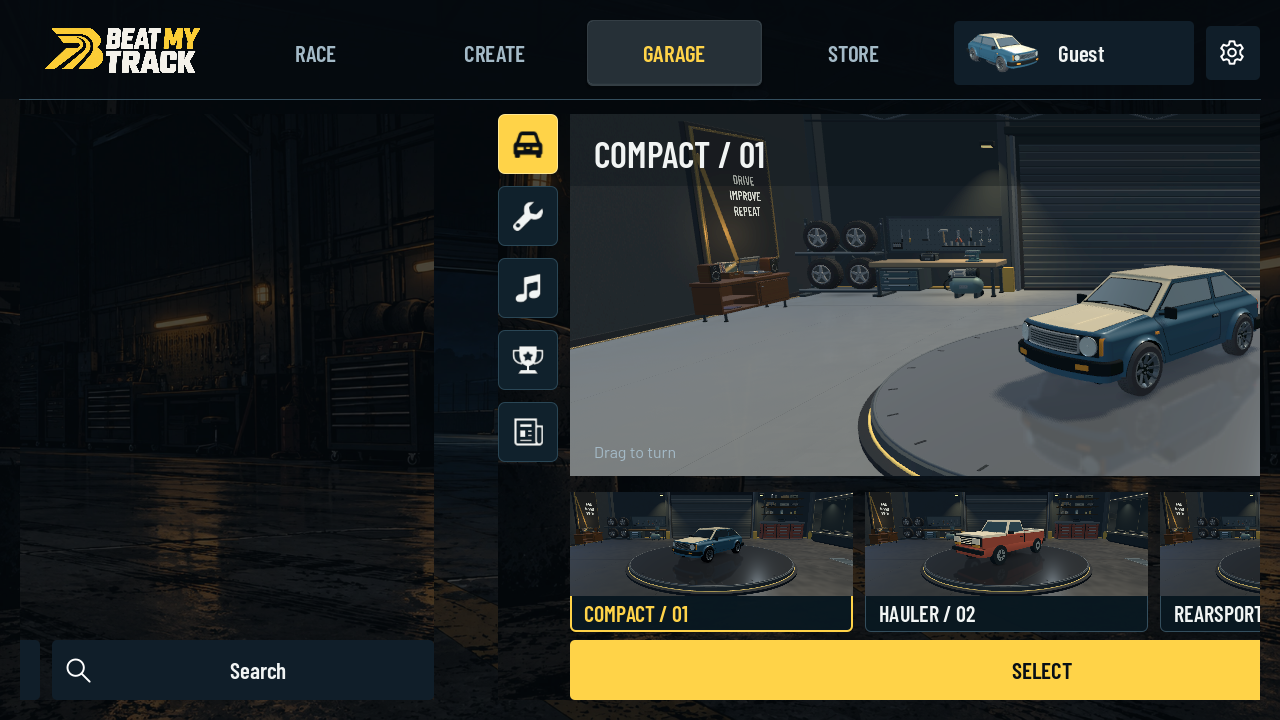 BEAT MY
TRACK
RACE
CREATE
GARAGE
STORE
Guest
COMPACT / 01
DRIVE
IMPROVE
REPEAT
Drag to turn
COMPACT / 01
HAULER / 02
REARSPORT
Search
SELECT